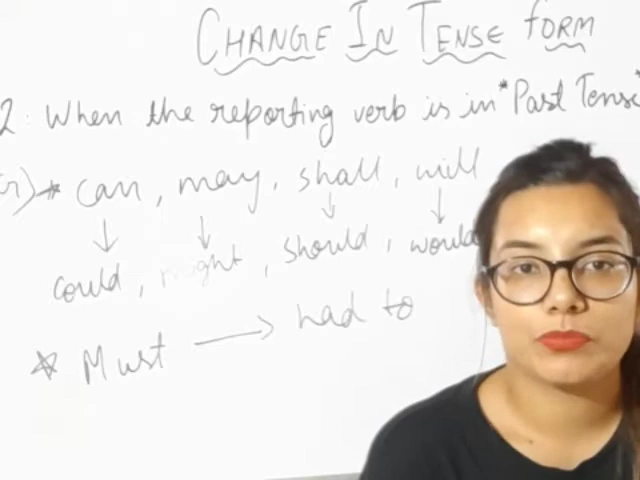 CHANGE IN TENSE FORM
2. When the reporting verb is in "Past Tense"
* can, may, shall, will
↓ ↓ ↓ ↓
could, might, should, would
* Must → had to